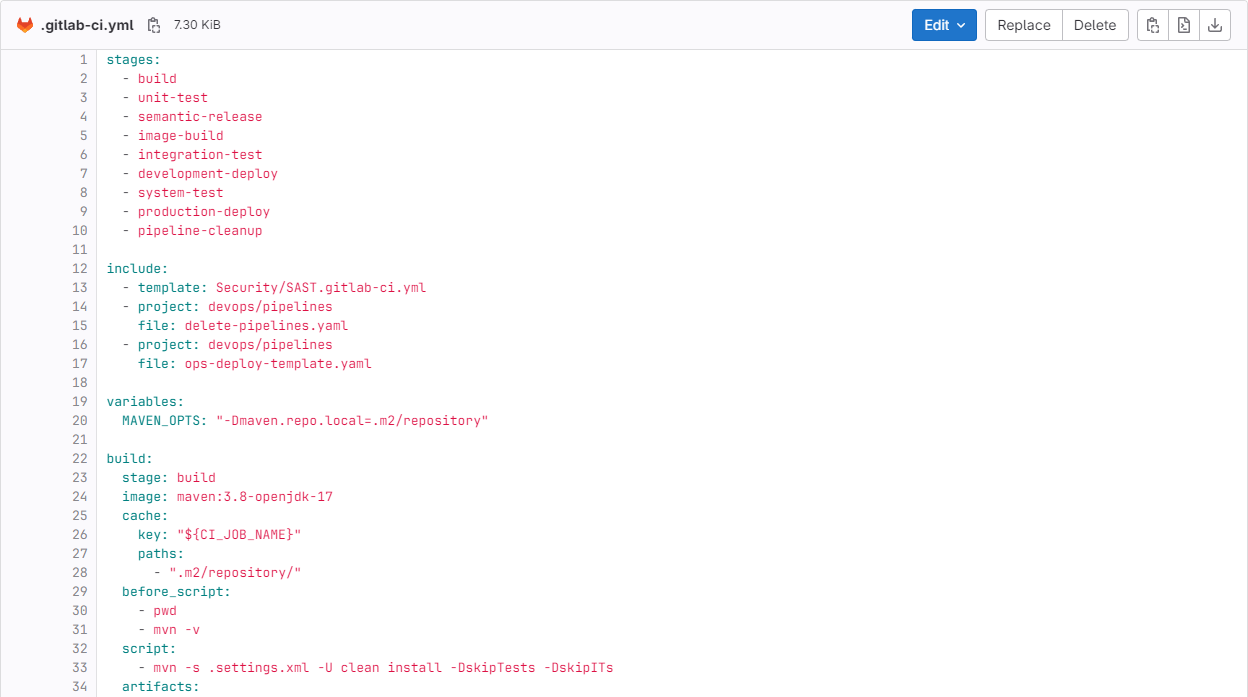 .gitlab-ci.yml 7.30 KiB Edit Replace Delete
1 stages:
2   - build
3   - unit-test
4   - semantic-release
5   - image-build
6   - integration-test
7   - development-deploy
8   - system-test
9   - production-deploy
10   - pipeline-cleanup
11
12 include:
13   - template: Security/SAST.gitlab-ci.yml
14   - project: devops/pipelines
15     file: delete-pipelines.yaml
16   - project: devops/pipelines
17     file: ops-deploy-template.yaml
18
19 variables:
20   MAVEN_OPTS: "-Dmaven.repo.local=.m2/repository"
21
22 build:
23   stage: build
24   image: maven:3.8-openjdk-17
25   cache:
26     key: "${CI_JOB_NAME}"
27     paths:
28       - ".m2/repository/"
29   before_script:
30     - pwd
31     - mvn -v
32   script:
33     - mvn -s .settings.xml -U clean install -DskipTests -DskipITs
34   artifacts: